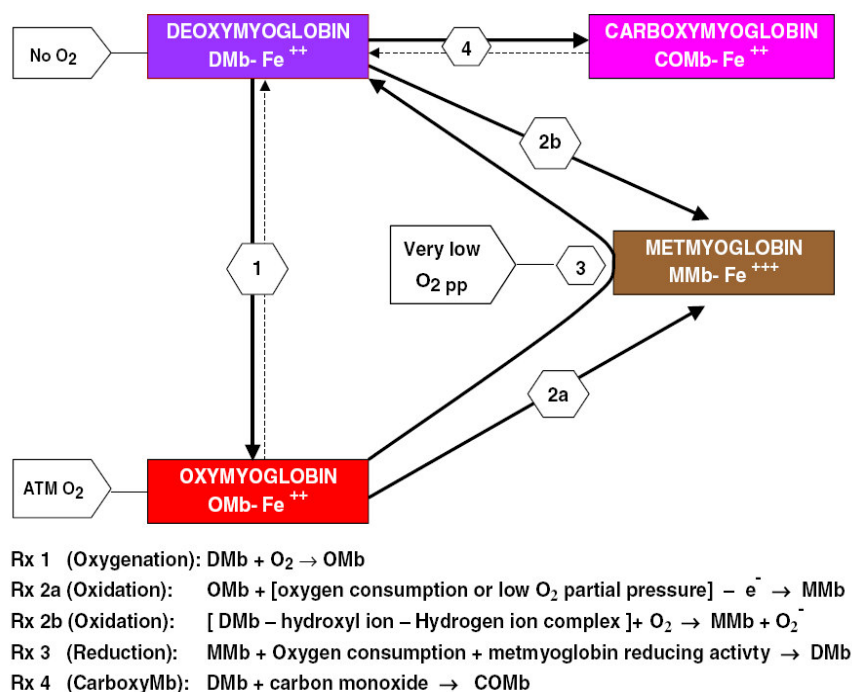 No O₂
DEOXYMYOGLOBIN
DMb- Fe ⁺⁺
4
CARBOXYMYOGLOBIN
COMb- Fe ⁺⁺
2b
1
Very low
O₂ pp
3
METMYOGLOBIN
MMb- Fe ⁺⁺⁺
2a
ATM O₂
OXYMYOGLOBIN
OMb- Fe ⁺⁺
Rx 1 (Oxygenation): DMb + O₂ → OMb
Rx 2a (Oxidation): OMb + [oxygen consumption or low O₂ partial pressure] – e⁻ → MMb
Rx 2b (Oxidation): [ DMb – hydroxyl ion – Hydrogen ion complex ]+ O₂ → MMb + O₂⁻
Rx 3 (Reduction): MMb + Oxygen consumption + metmyoglobin reducing activty → DMb
Rx 4 (CarboxyMb): DMb + carbon monoxide → COMb